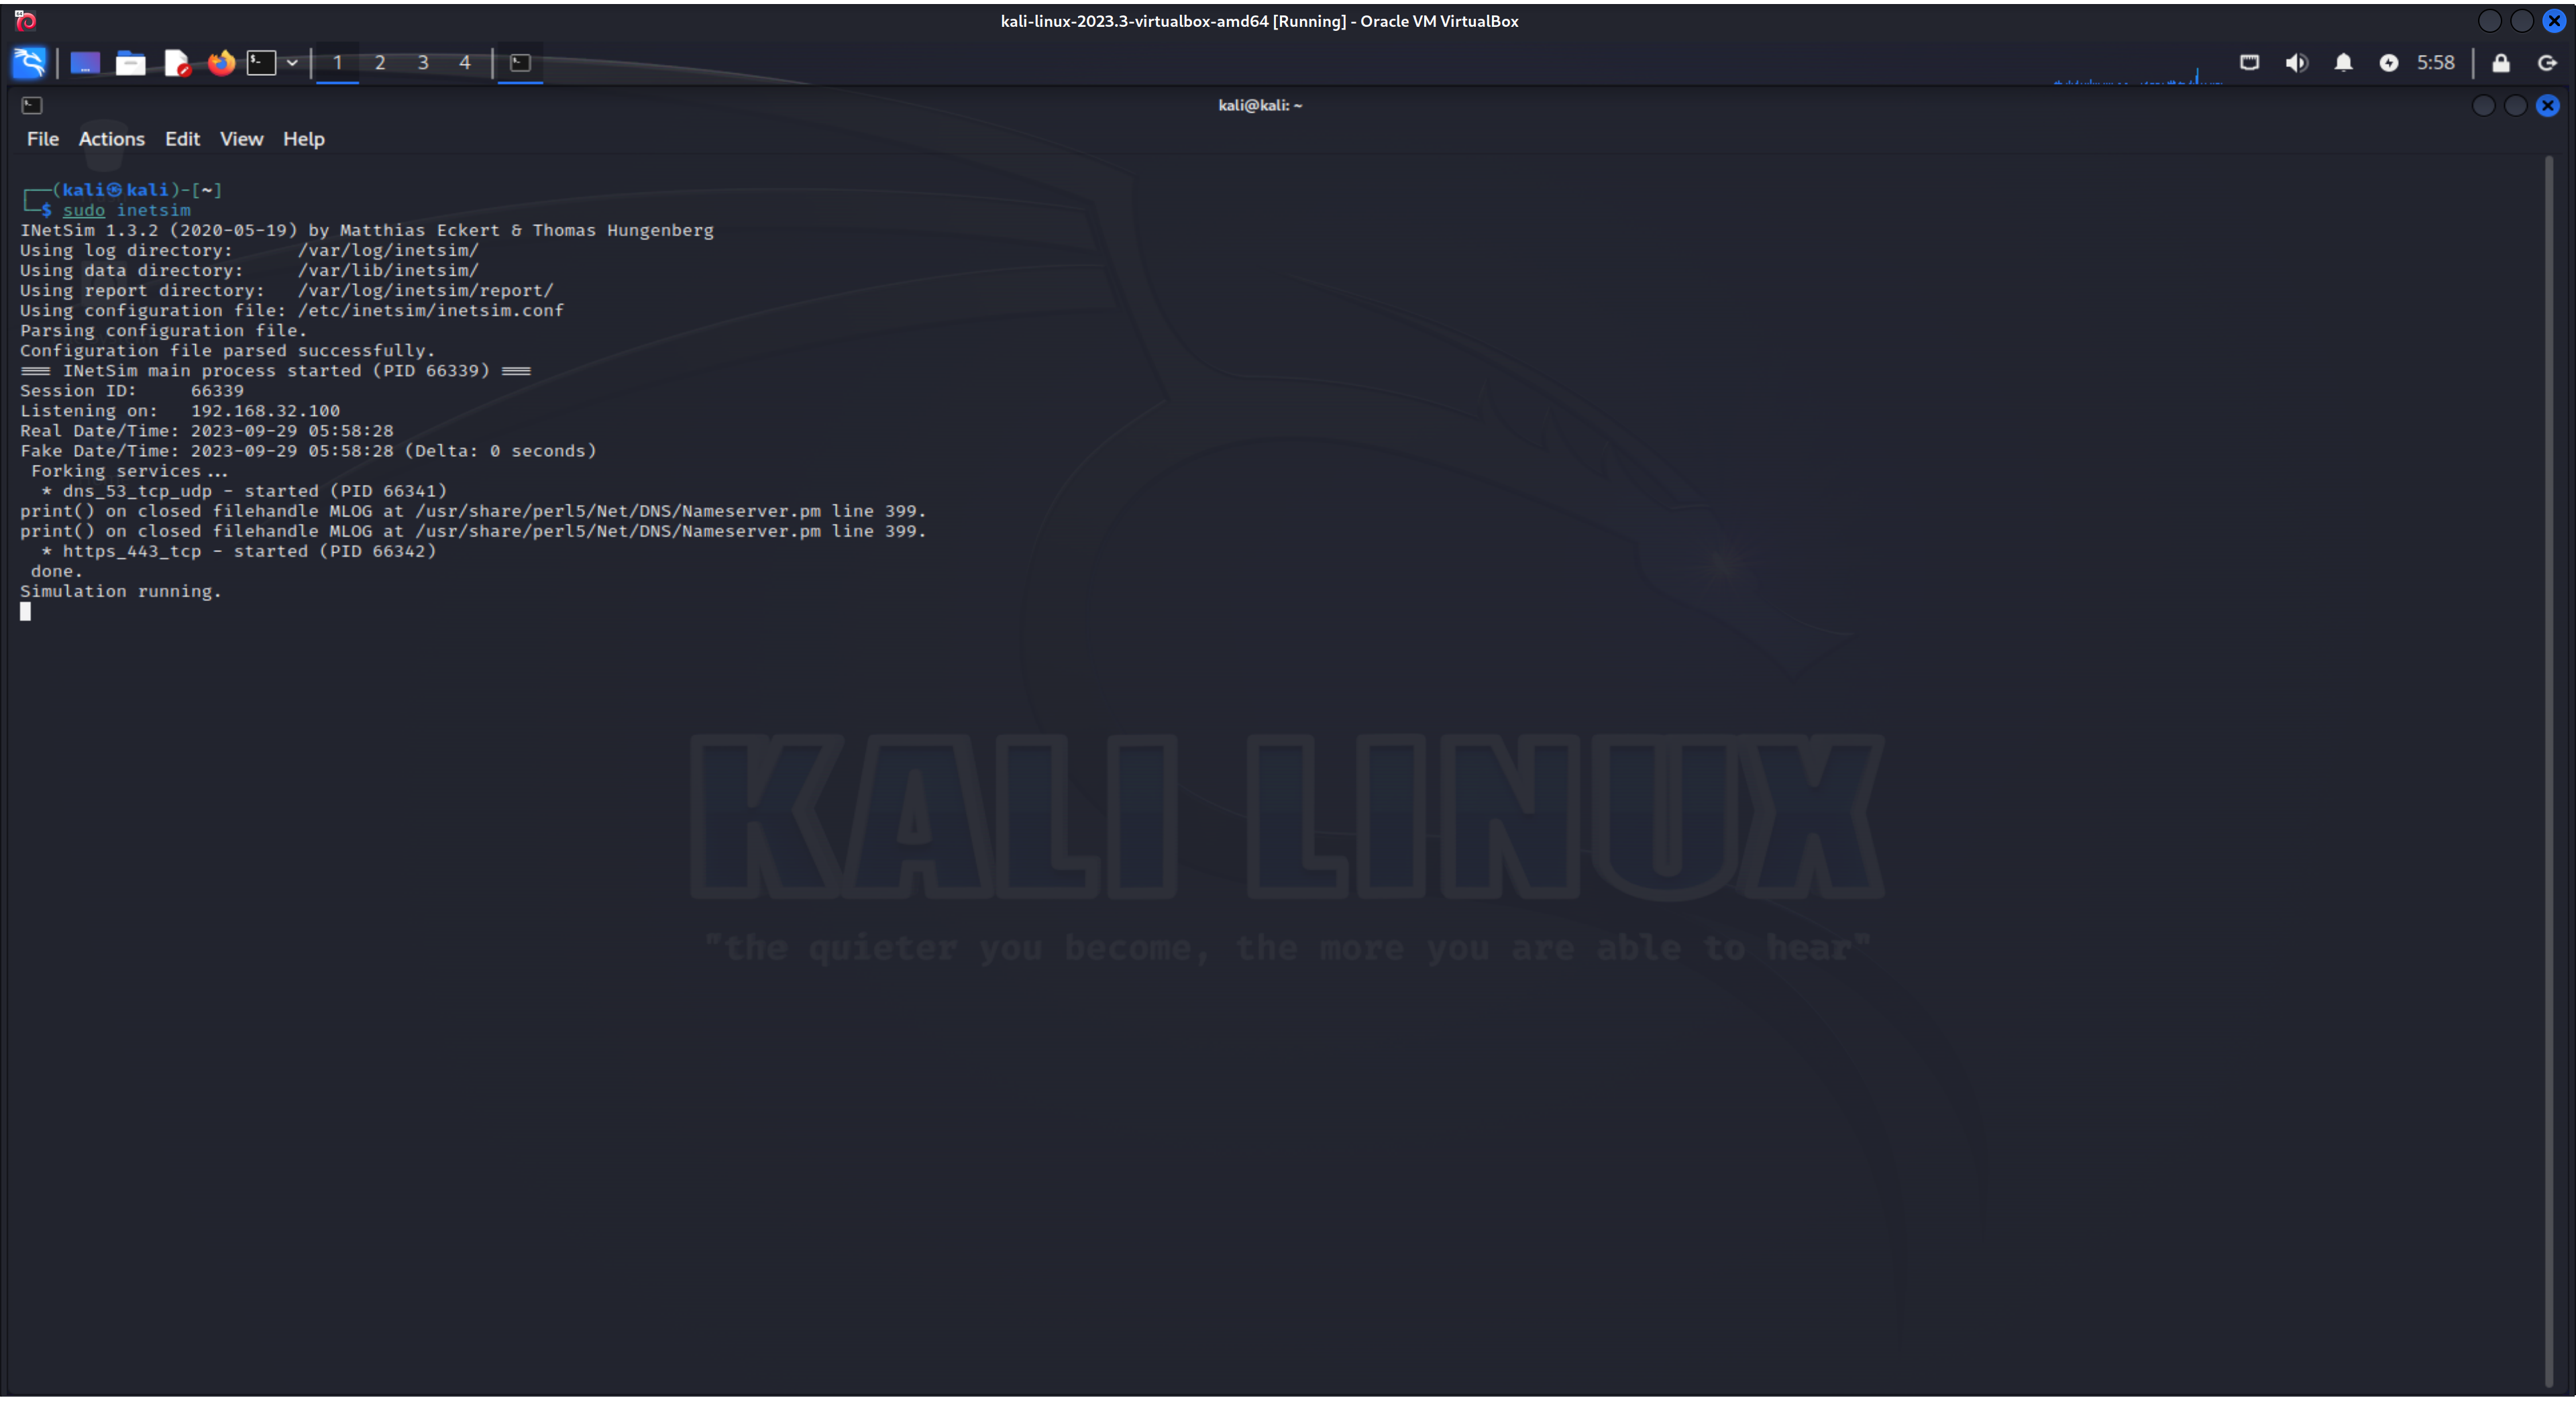 kali-linux-2023.3-virtualbox-amd64 [Running] - Oracle VM VirtualBox
1 2 3 4 5:58
kali@kali: ~
File Actions Edit View Help
┌──(kali㉿kali)-[~]
└─$ sudo inetsim
INetSim 1.3.2 (2020-05-19) by Matthias Eckert & Thomas Hungenberg
Using log directory:      /var/log/inetsim/
Using data directory:     /var/lib/inetsim/
Using report directory:   /var/log/inetsim/report/
Using configuration file: /etc/inetsim/inetsim.conf
Parsing configuration file.
Configuration file parsed successfully.
=== INetSim main process started (PID 66339) ===
Session ID:     66339
Listening on:   192.168.32.100
Real Date/Time: 2023-09-29 05:58:28
Fake Date/Time: 2023-09-29 05:58:28 (Delta: 0 seconds)
 Forking services...
  * dns_53_tcp_udp - started (PID 66341)
print() on closed filehandle MLOG at /usr/share/perl5/Net/DNS/Nameserver.pm line 399.
print() on closed filehandle MLOG at /usr/share/perl5/Net/DNS/Nameserver.pm line 399.
  * https_443_tcp - started (PID 66342)
 done.
Simulation running.
KALI LINUX
"the quieter you become, the more you are able to hear"